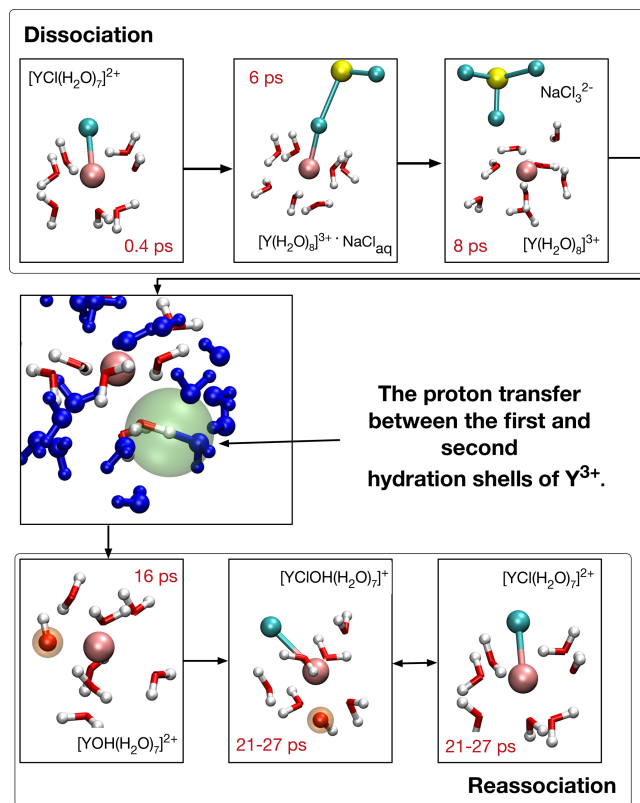 Dissociation
[YCl(H₂O)₇]²⁺
0.4 ps
6 ps
[Y(H₂O)₈]³⁺ · NaCl_aq
NaCl₃²⁻
8 ps
[Y(H₂O)₈]³⁺
The proton transfer
between the first and
second
hydration shells of Y³⁺.
16 ps
[YOH(H₂O)₇]²⁺
[YClOH(H₂O)₇]⁺
21-27 ps
[YCl(H₂O)₇]²⁺
21-27 ps
Reassociation